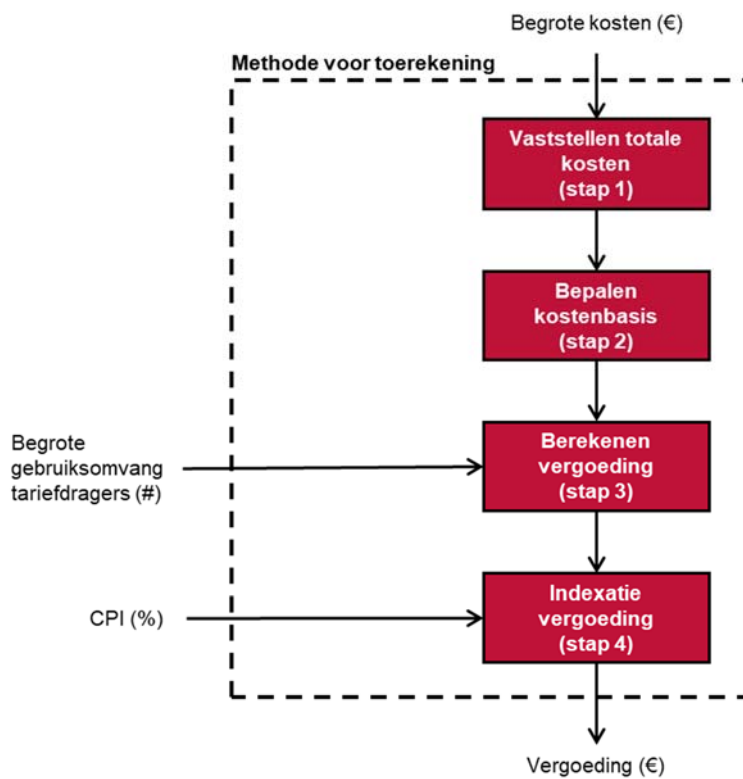 Begrote kosten (€)
Methode voor toerekening
Vaststellen totale
kosten
(stap 1)
Bepalen
kostenbasis
(stap 2)
Begrote
gebruiksomvang
tariefdragers (#)
Berekenen
vergoeding
(stap 3)
CPI (%)
Indexatie
vergoeding
(stap 4)
Vergoeding (€)